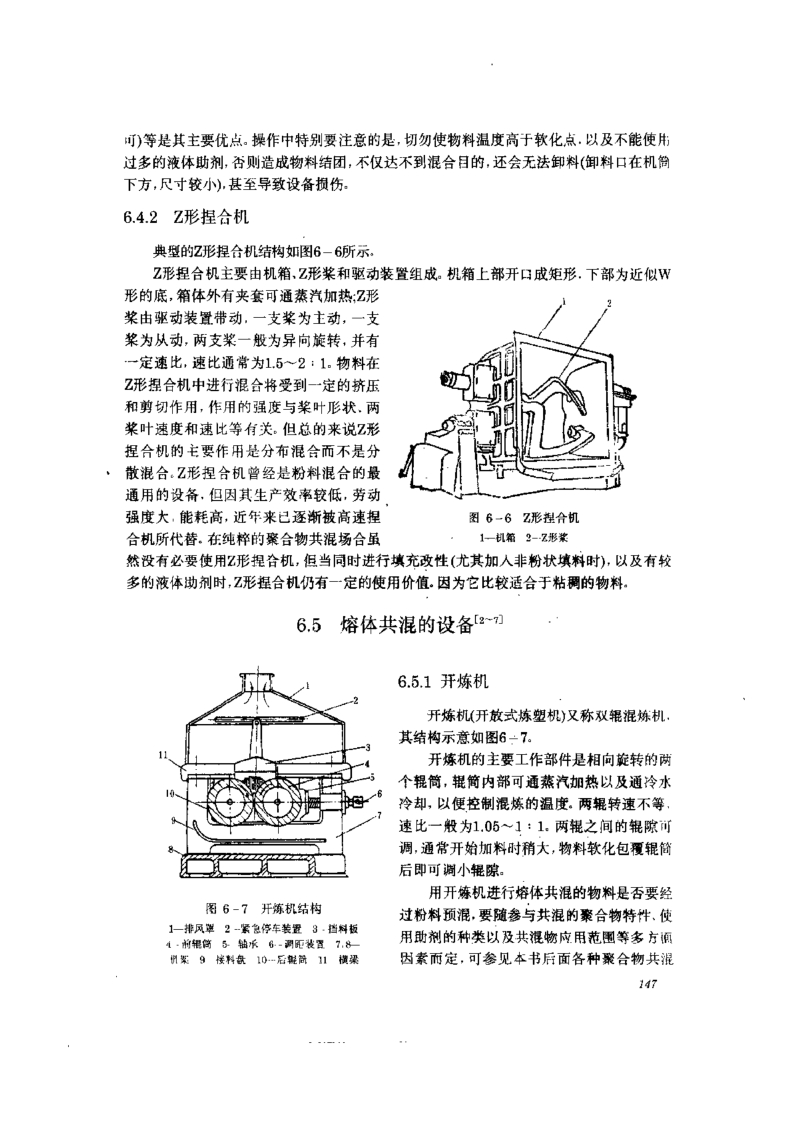 可)等是其主要优点。操作中特别要注意的是,切勿使物料温度高于软化点,以及不能使用
过多的液体助剂,否则造成物料结团,不仅达不到混合目的,还会无法卸料(卸料口在机筒
下方,尺寸较小),甚至导致设备损伤。
6.4.2 Z形捏合机
典型的Z形捏合机结构如图6-6所示。
Z形捏合机主要由机箱、Z形桨和驱动装置组成。机箱上部开口成矩形,下部为近似W
形的底,箱体外有夹套可通蒸汽加热;Z形
桨由驱动装置带动,一支桨为主动,一支
桨为从动,两支桨一般为异向旋转,并有
一定速比,速比通常为1.5~2:1。物料在
Z形捏合机中进行混合将受到一定的挤压
和剪切作用,作用的强度与桨叶形状、两
桨叶速度和速比等有关。但总的来说Z形
捏合机的主要作用是分布混合而不是分
散混合。Z形捏合机曾经是粉料混合的最
通用的设备,但因其生产效率较低,劳动
强度大,能耗高,近年来已逐渐被高速捏
合机所代替。在纯粹的聚合物共混场合虽
1
2
图 6-6 Z形捏合机
1—机箱 2—Z形桨
然没有必要使用Z形捏合机,但当同时进行填充改性(尤其加入非粉状填料时),以及有较
多的液体助剂时,Z形捏合机仍有一定的使用价值。因为它比较适合于粘稠的物料。
6.5 熔体共混的设备[2~7]
1
2
3
4
5
6
7
8
9
10
11
图 6-7 开炼机结构
1—排风罩 2—紧急停车装置 3—挡料板
4—前辊筒 5—轴承 6—调距装置 7,8—
机架 9—接料盘 10—后辊筒 11—横梁
6.5.1 开炼机
开炼机(开放式炼塑机)又称双辊混炼机,
其结构示意如图6-7。
开炼机的主要工作部件是相向旋转的两
个辊筒,辊筒内部可通蒸汽加热以及通冷水
冷却,以便控制混炼的温度。两辊转速不等,
速比一般为1.05~1:1。两辊之间的辊隙可
调,通常开始加料时稍大,物料软化包覆辊筒
后即可调小辊隙。
用开炼机进行熔体共混的物料是否要经
过粉料预混,要随参与共混的聚合物特性、使
用助剂的种类以及共混物应用范围等多方面
因素而定,可参见本书后面各种聚合物共混
147